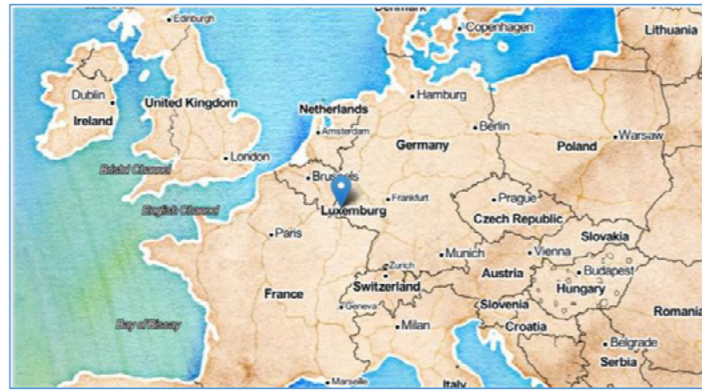 Edinburgh
Denmark
Copenhagen
Lithuania
Dublin
Ireland
United Kingdom
Netherlands
Hamburg
Amsterdam
Berlin
Germany
Poland
Warsaw
London
Bristol Channel
Brussels
Frankfurt
Prague
English Channel
Luxemburg
Czech Republic
Paris
Slovakia
Munich
Vienna
Zurich
Austria
Budapest
Switzerland
Hungary
France
Geneva
Slovenia
Romania
Bay of Biscay
Milan
Croatia
Belgrade
Serbia
Marseille
Italy